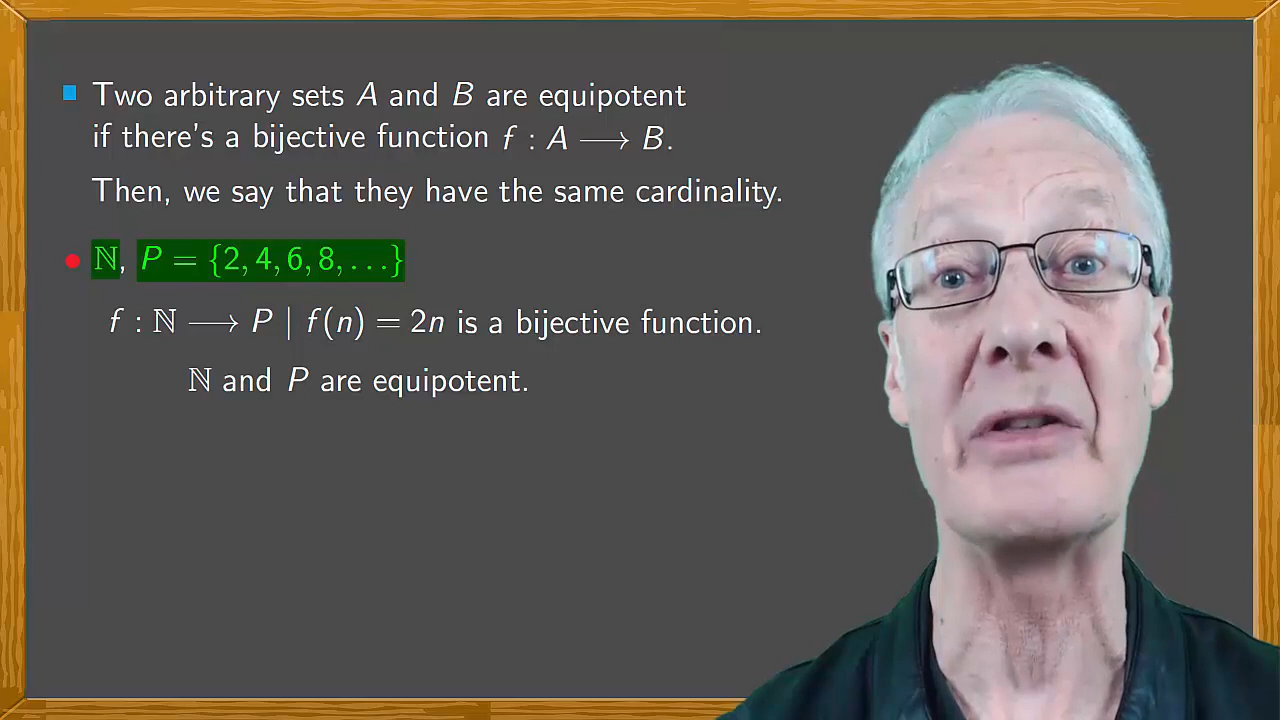 Two arbitrary sets A and B are equipotent
if there's a bijective function f : A ⟶ B.
Then, we say that they have the same cardinality.
ℕ, P = {2, 4, 6, 8, ...}
f : ℕ ⟶ P | f(n) = 2n is a bijective function.
ℕ and P are equipotent.